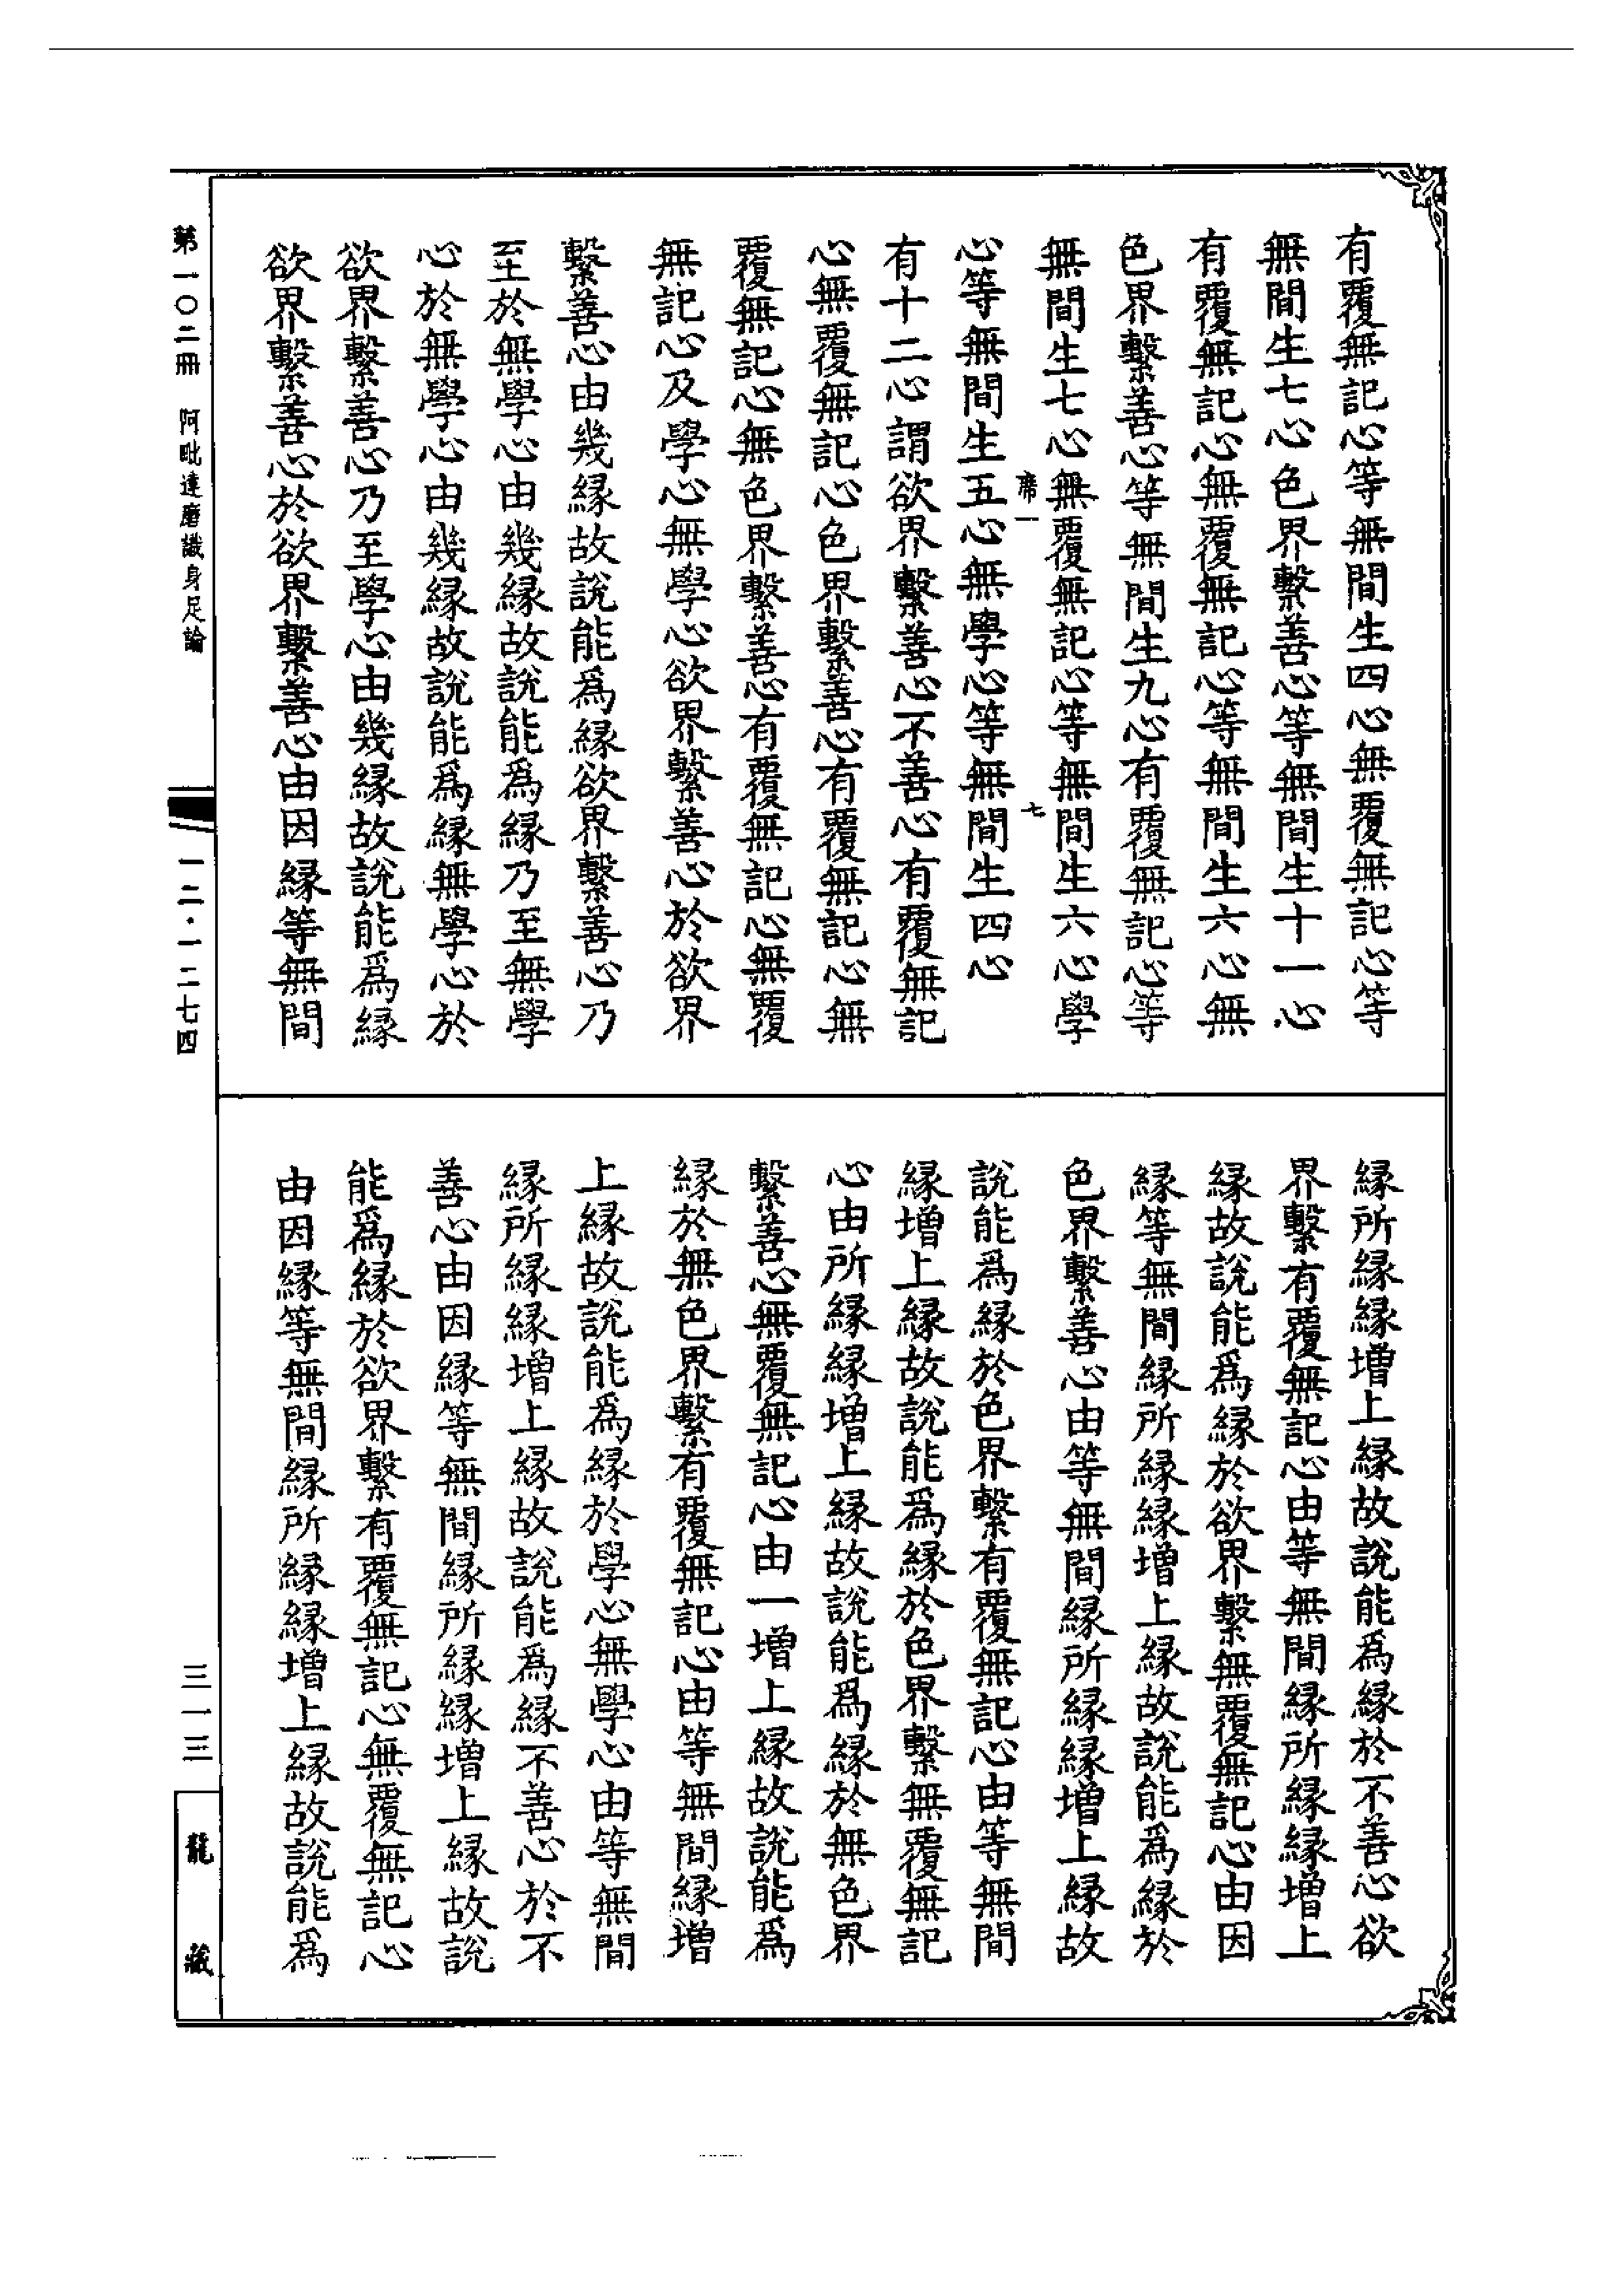 有覆無記心等無間生四心無覆無記心等
無間生七心色界繫善心等無間生十一心
有覆無記心無覆無記心等無間生六心無
色界繫善心等無間生九心有覆無記心等
無間生七心無覆無記心等無間生六心學
席一 七
心等無間生五心無學心等無間生四心
有十二心謂欲界繫善心不善心有覆無記
心無覆無記心色界繫善心有覆無記心無
覆無記心無色界繫善心有覆無記心無覆
無記心及學心無學心欲界繫善心於欲界
繫善心由幾緣故說能爲緣欲界繫善心乃
至於無學心由幾緣故說能爲緣乃至無學
心於無學心由幾緣故說能爲緣無學心於
欲界繫善心乃至學心由幾緣故說能爲緣
欲界繫善心於欲界繫善心由因緣等無間
緣所緣緣增上緣故說能爲緣於不善心欲
界繫有覆無記心由等無間緣所緣緣增上
緣故說能爲緣於欲界繫無覆無記心由因
緣等無間緣所緣緣增上緣故說能爲緣於
色界繫善心由等無間緣所緣緣增上緣故
說能爲緣於色界繫有覆無記心由等無間
緣增上緣故說能爲緣於色界繫無覆無記
心由所緣緣增上緣故說能爲緣於無色界
繫善心無覆無記心由一增上緣故說能爲
緣於無色界繫有覆無記心由等無間緣增
上緣故說能爲緣於學心無學心由等無間
緣所緣緣增上緣故說能爲緣不善心於不
善心由因緣等無間緣所緣緣增上緣故說
能爲緣於欲界繫有覆無記心無覆無記心
由因緣等無間緣所緣緣增上緣故說能爲
第一〇二冊 阿毗達磨識身足論
一二·一二七四
三一三
龍藏